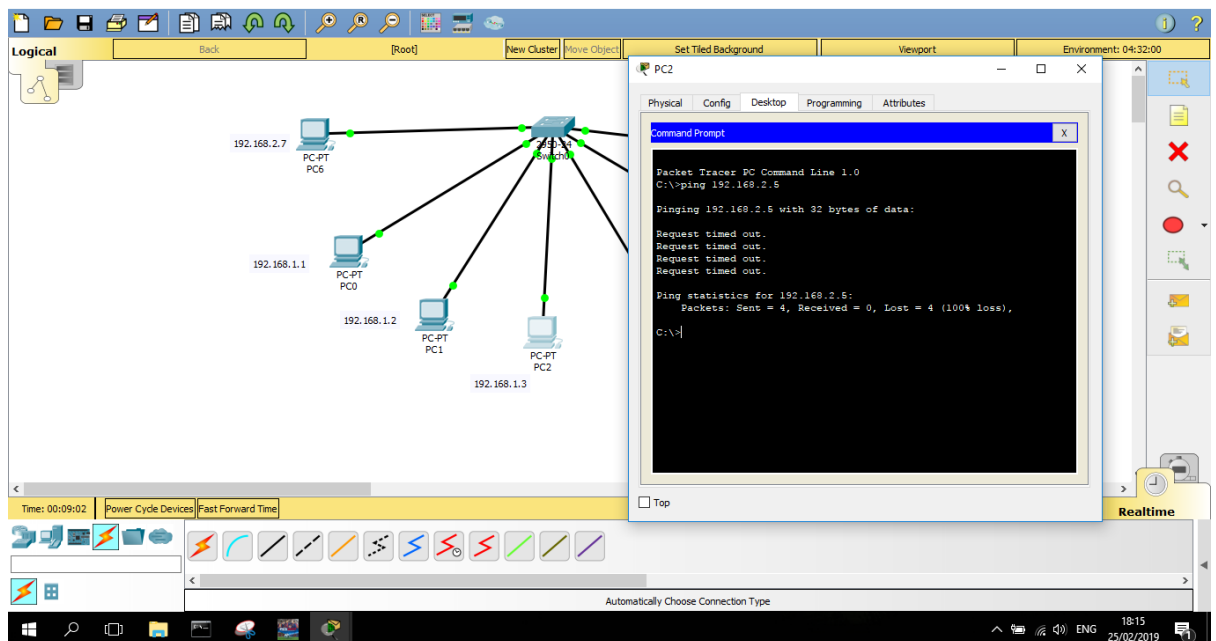 Logical
Back
[Root]
New Cluster
Move Object
Set Tiled Background
Viewport
Environment: 04:32:00
i
?
R
192.168.2.7
PC-PT
PC6
2950-24
Switch0
192.168.1.1
PC-PT
PC0
192.168.1.2
PC-PT
PC1
PC-PT
PC2
192.168.1.3
PC2
Physical Config Desktop Programming Attributes
Command Prompt
X
Packet Tracer PC Command Line 1.0
C:\>ping 192.168.2.5
Pinging 192.168.2.5 with 32 bytes of data:
Request timed out.
Request timed out.
Request timed out.
Request timed out.
Ping statistics for 192.168.2.5:
Packets: Sent = 4, Received = 0, Lost = 4 (100% loss),
C:\>
Top
Time: 00:09:02
Power Cycle Devices
Fast Forward Time
Realtime
Automatically Choose Connection Type
ENG
18:15
25/02/2019
1